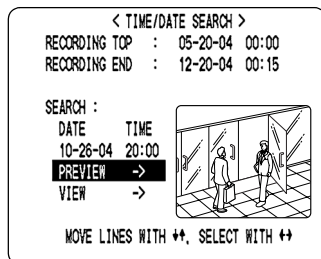 < TIME/DATE SEARCH >
RECORDING TOP : 05-20-04 00:00
RECORDING END : 12-20-04 00:15
SEARCH :
DATE TIME
10-26-04 20:00
PREVIEW ->
VIEW ->
MOVE LINES WITH ↓↑, SELECT WITH ←→